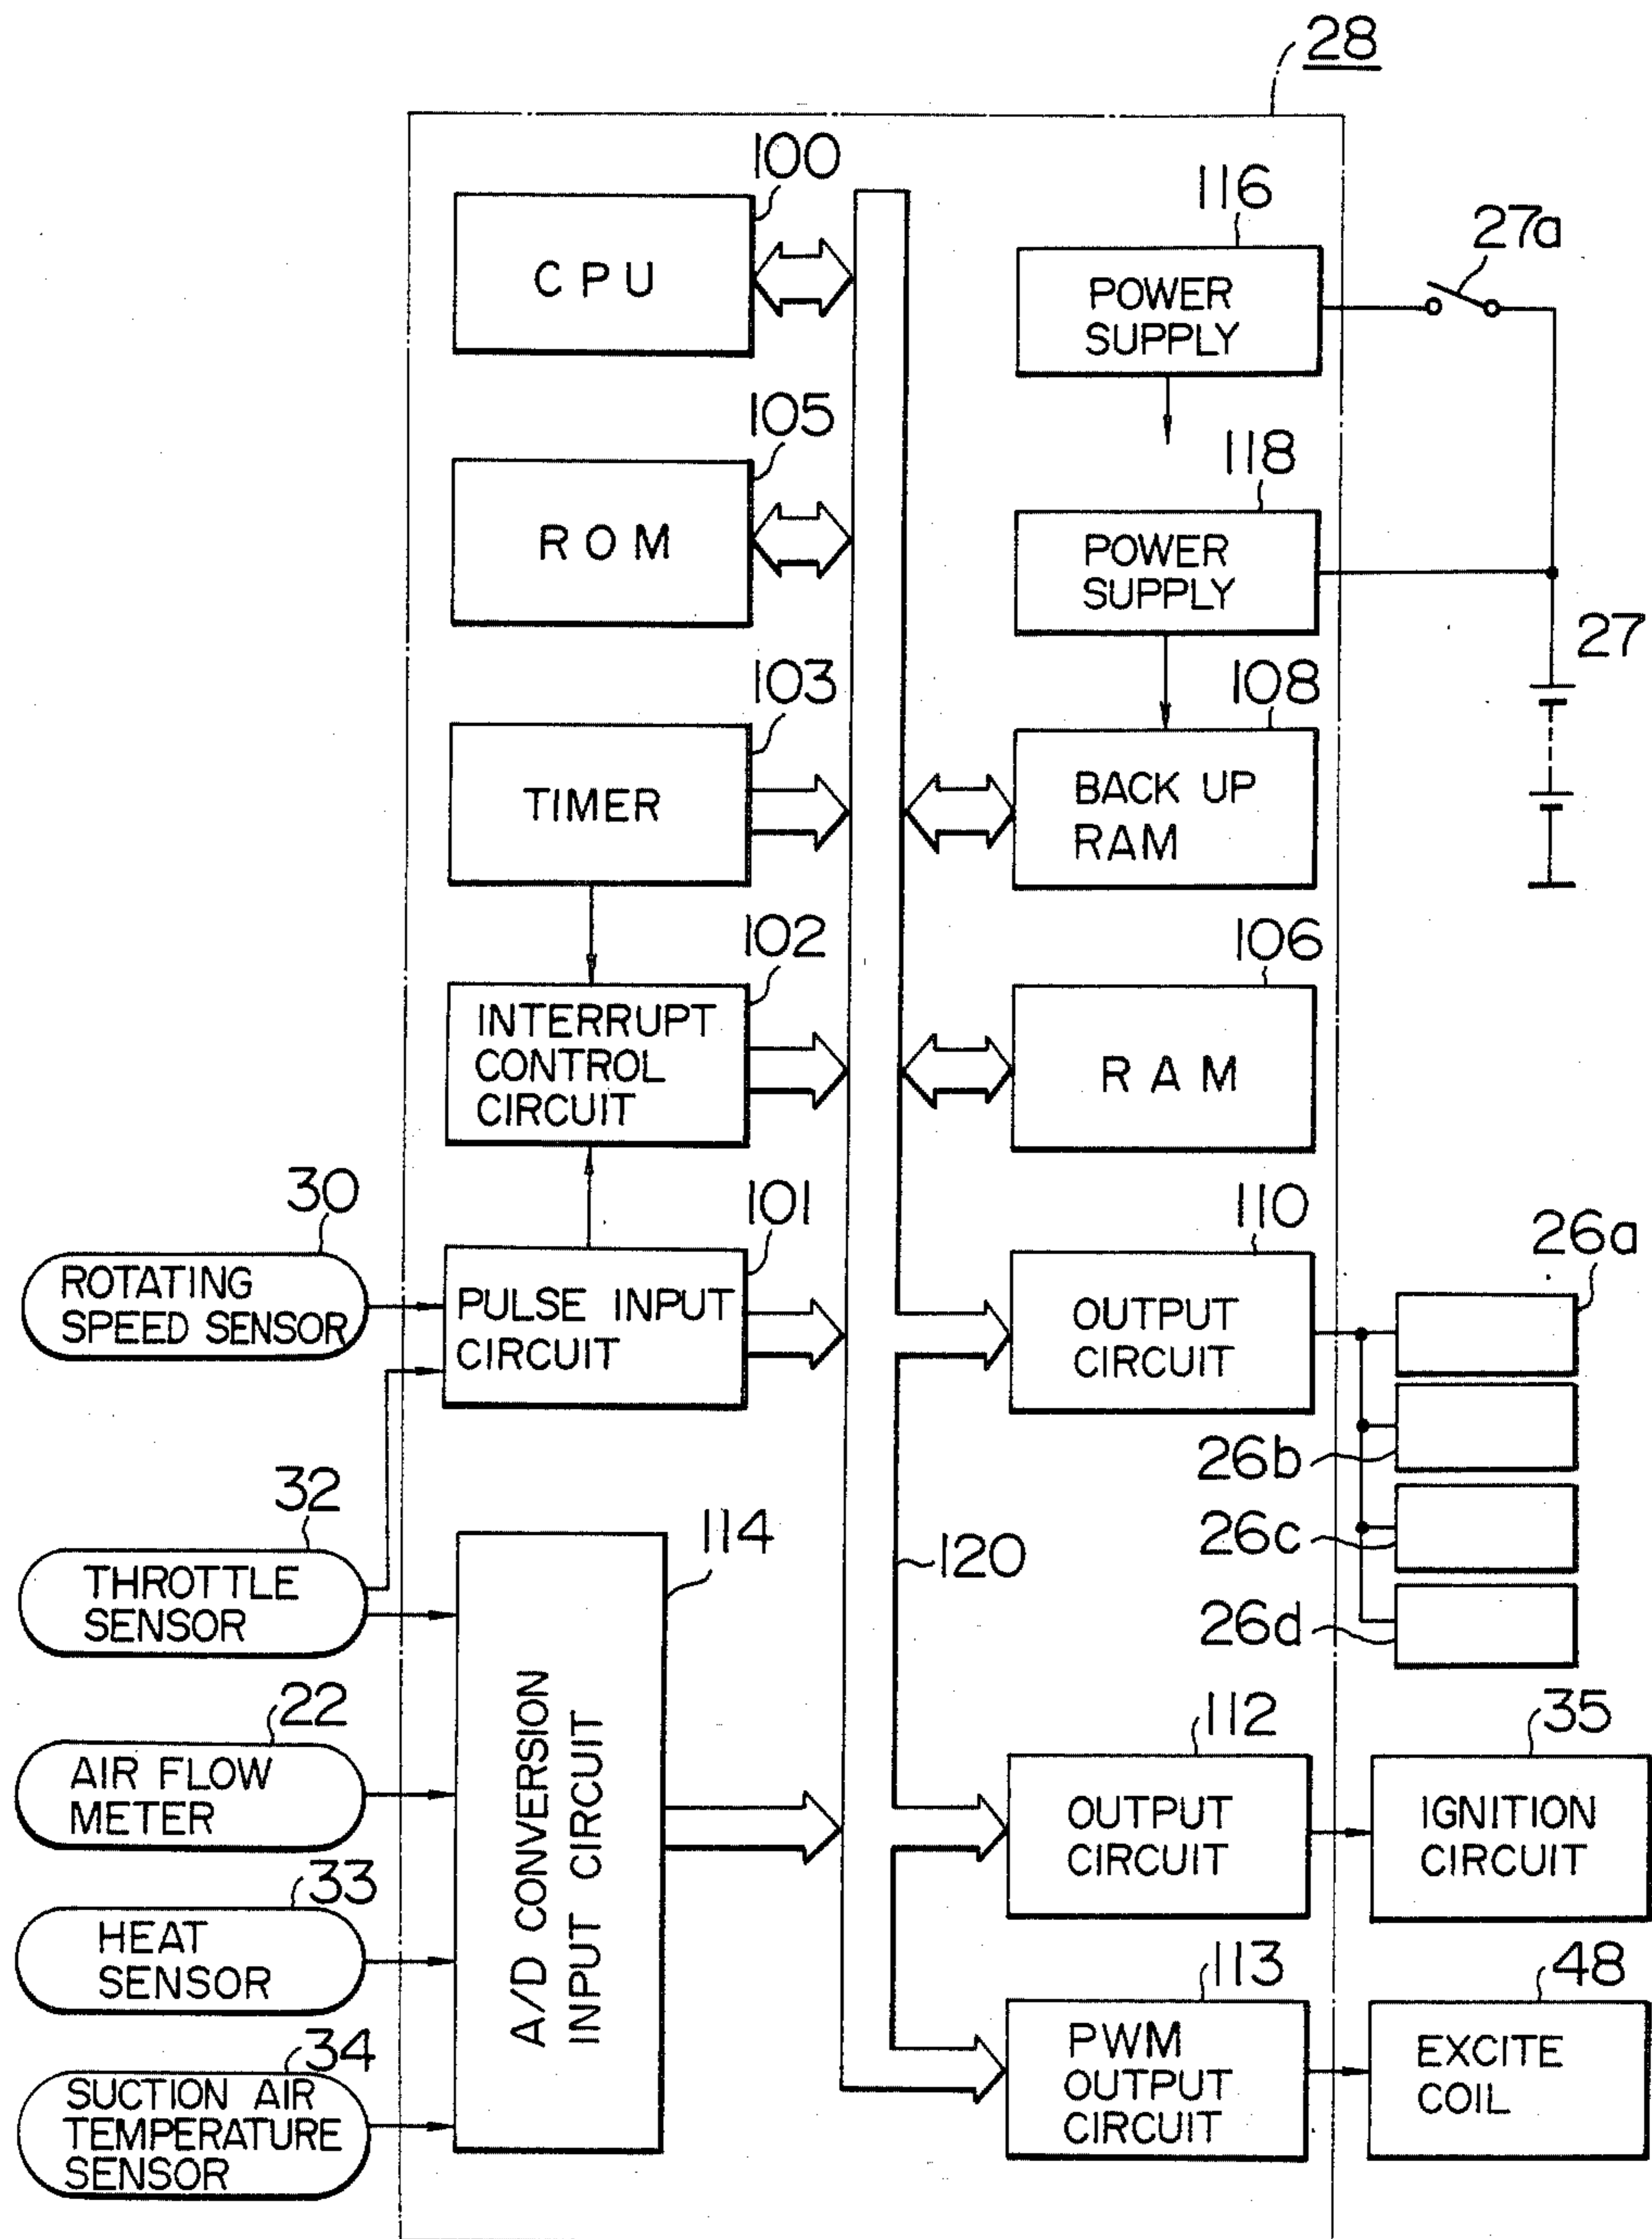 28
100
CPU
116
POWER
SUPPLY
27a
105
ROM
118
POWER
SUPPLY
27
103
TIMER
108
BACK UP
RAM
102
INTERRUPT
CONTROL
CIRCUIT
106
RAM
30
ROTATING
SPEED SENSOR
101
PULSE INPUT
CIRCUIT
110
OUTPUT
CIRCUIT
26a
26b
26c
26d
32
THROTTLE
SENSOR
114
A/D CONVERSION
INPUT CIRCUIT
120
22
AIR FLOW
METER
112
OUTPUT
CIRCUIT
35
IGNITION
CIRCUIT
33
HEAT
SENSOR
113
PWM
OUTPUT
CIRCUIT
48
EXCITE
COIL
34
SUCTION AIR
TEMPERATURE
SENSOR